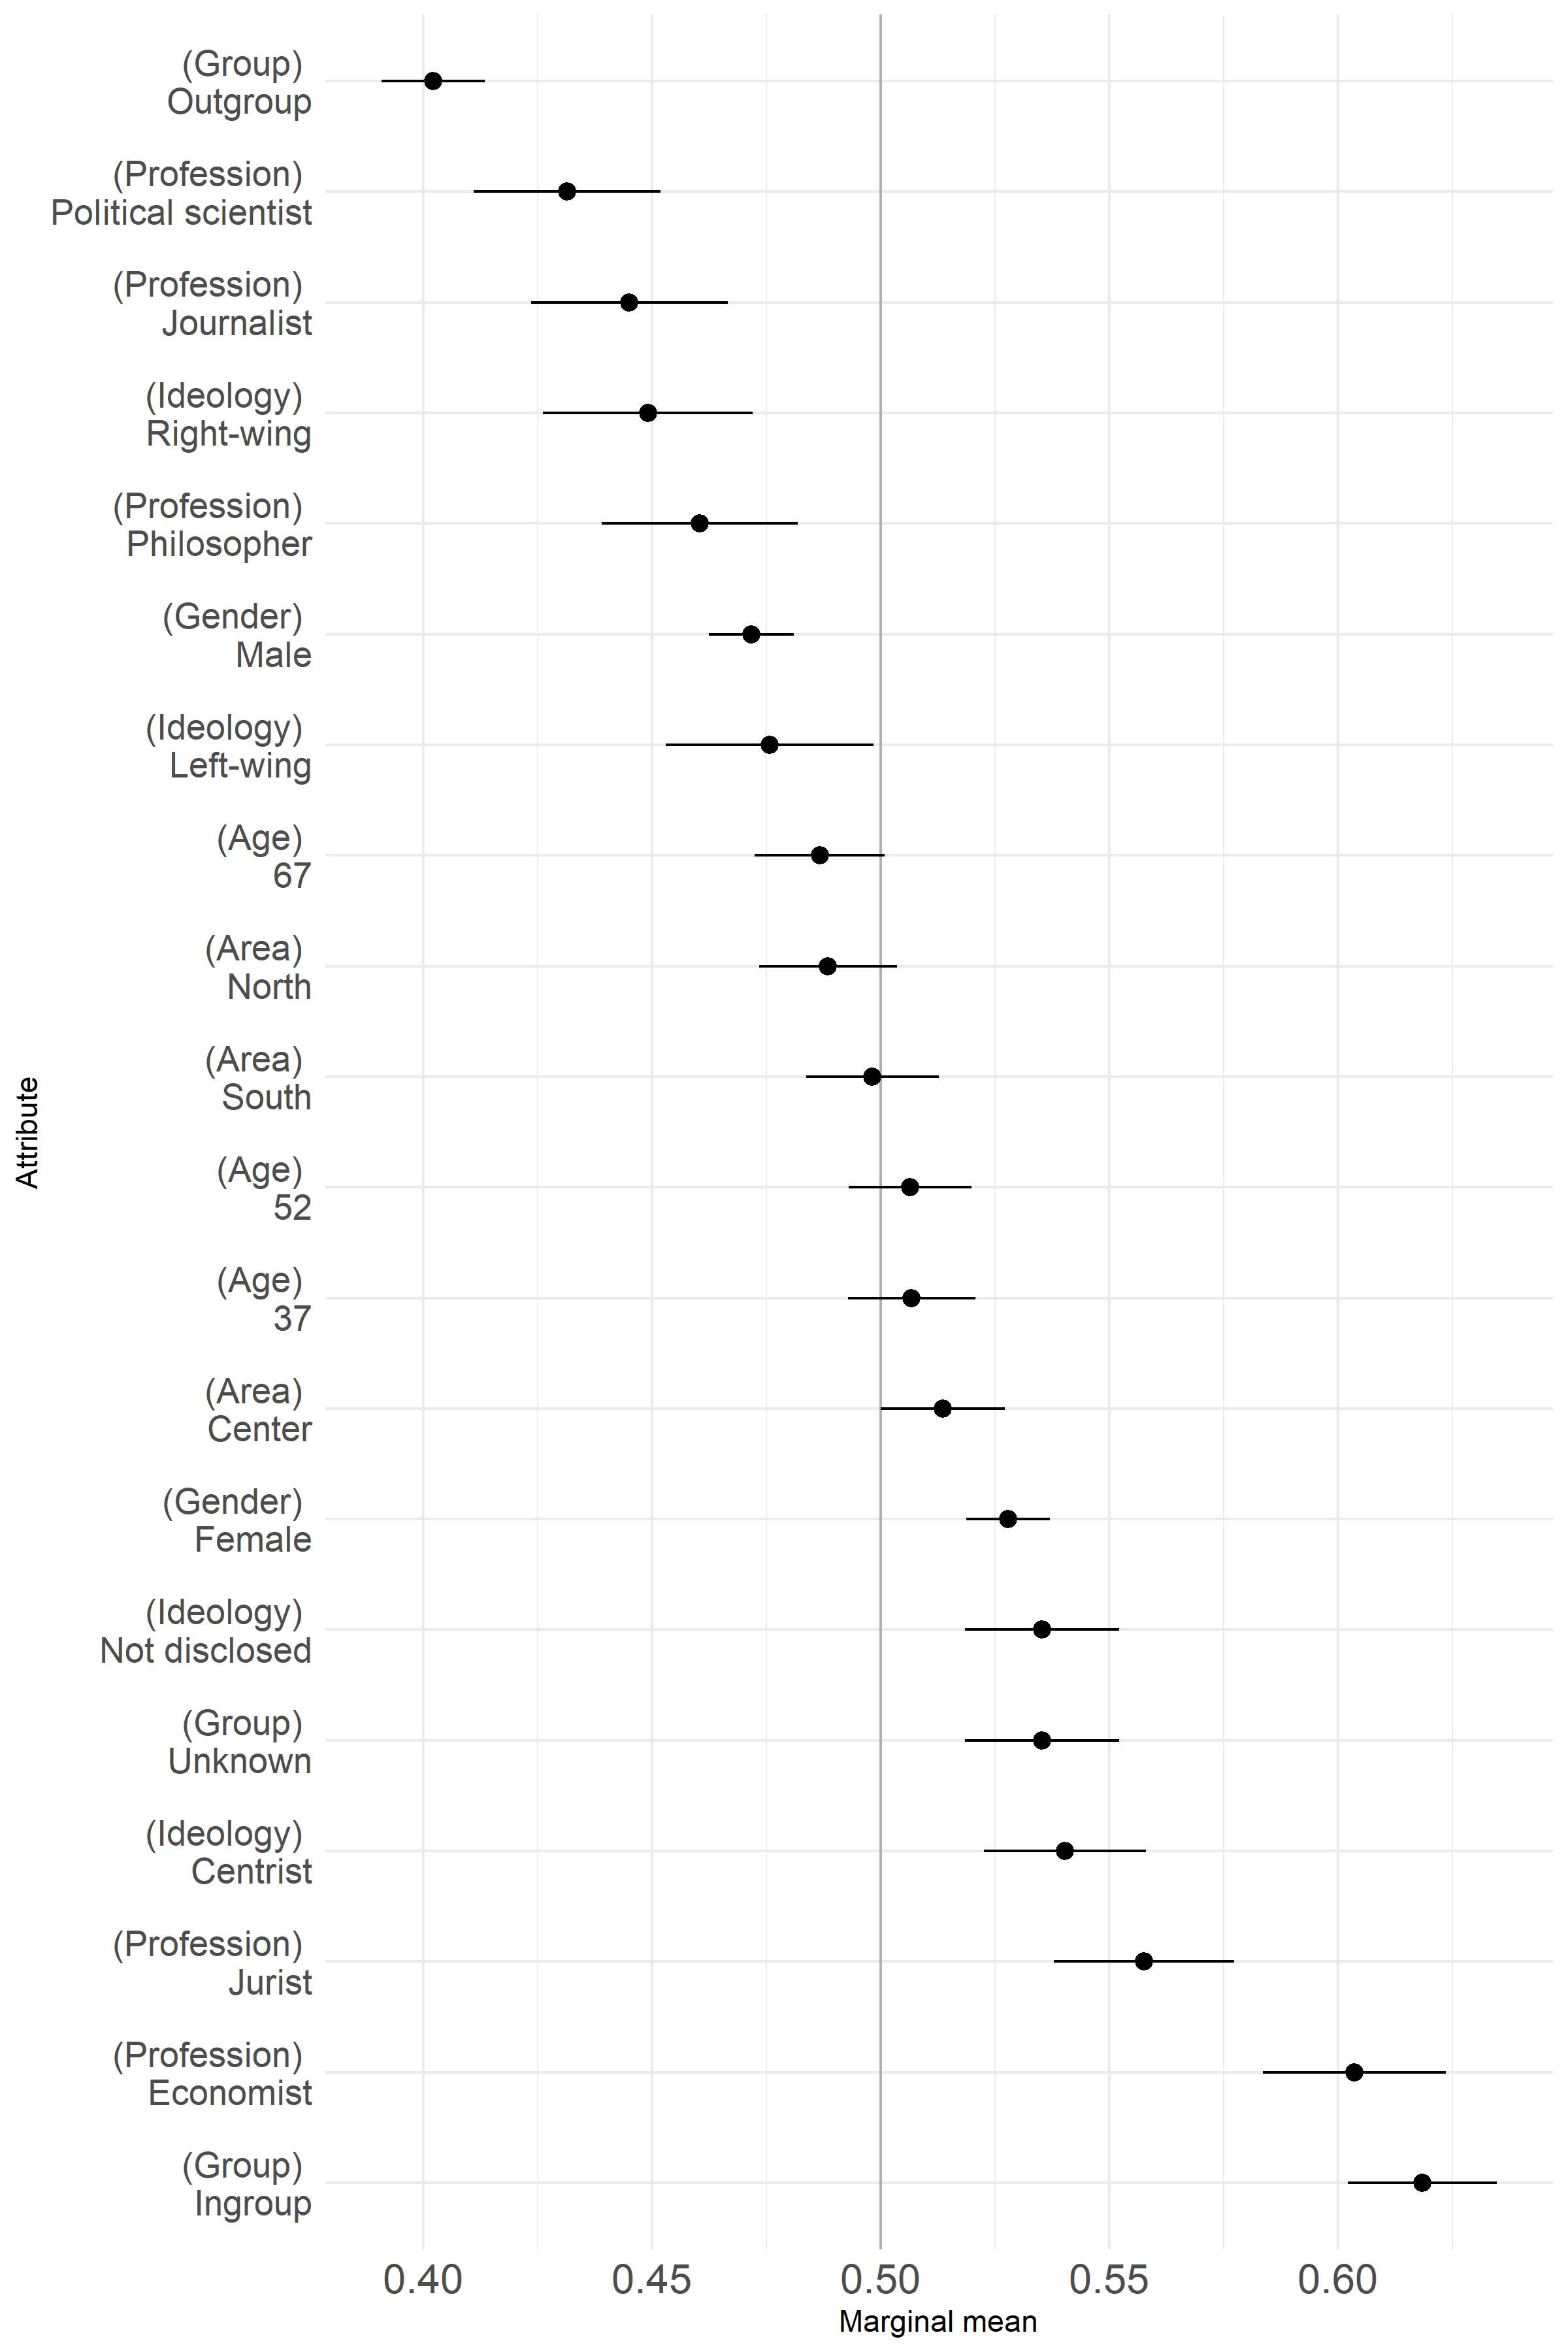 (Group)
Outgroup
(Profession)
Political scientist
(Profession)
Journalist
(Ideology)
Right-wing
(Profession)
Philosopher
(Gender)
Male
(Ideology)
Left-wing
(Age)
67
(Area)
North
(Area)
South
(Age)
52
(Age)
37
(Area)
Center
(Gender)
Female
(Ideology)
Not disclosed
(Group)
Unknown
(Ideology)
Centrist
(Profession)
Jurist
(Profession)
Economist
(Group)
Ingroup
Attribute
0.40 0.45 0.50 0.55 0.60
Marginal mean